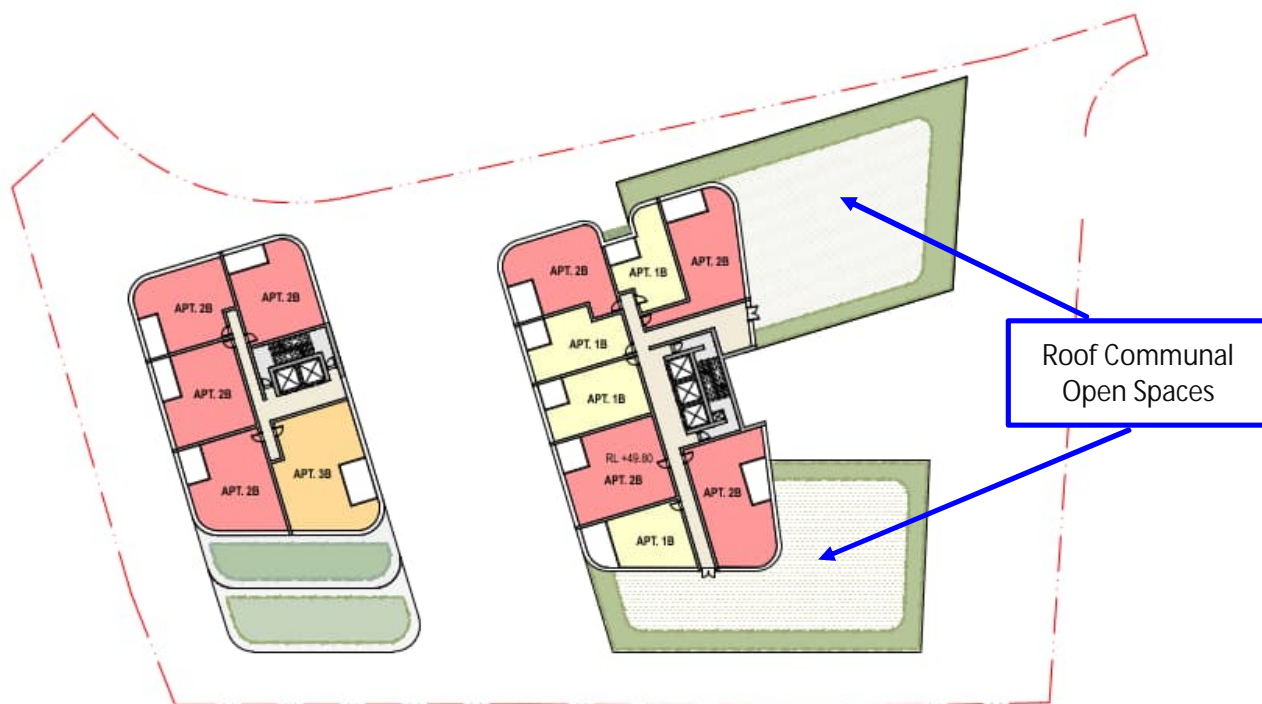 APT. 2B
APT. 2B
APT. 2B
APT. 2B
APT. 3B
APT. 2B
APT. 1B
APT. 2B
APT. 1B
APT. 1B
RL +49.80
APT. 2B
APT. 2B
APT. 1B
Roof Communal
Open Spaces